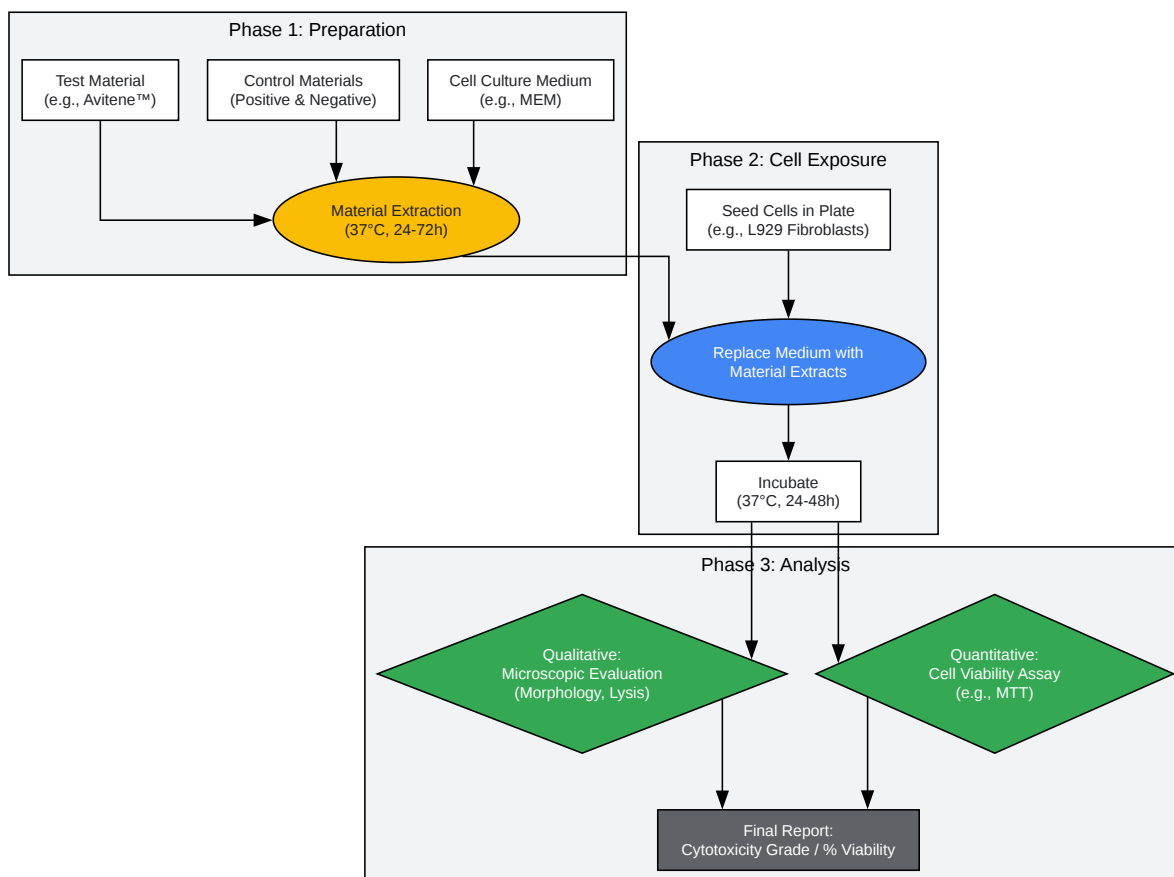 Phase 1: Preparation
Test Material
(e.g., Avitene™)
Control Materials
(Positive & Negative)
Cell Culture Medium
(e.g., MEM)
Material Extraction
(37°C, 24-72h)
Phase 2: Cell Exposure
Seed Cells in Plate
(e.g., L929 Fibroblasts)
Replace Medium with
Material Extracts
Incubate
(37°C, 24-48h)
Phase 3: Analysis
Qualitative:
Microscopic Evaluation
(Morphology, Lysis)
Quantitative:
Cell Viability Assay
(e.g., MTT)
Final Report:
Cytotoxicity Grade / % Viability